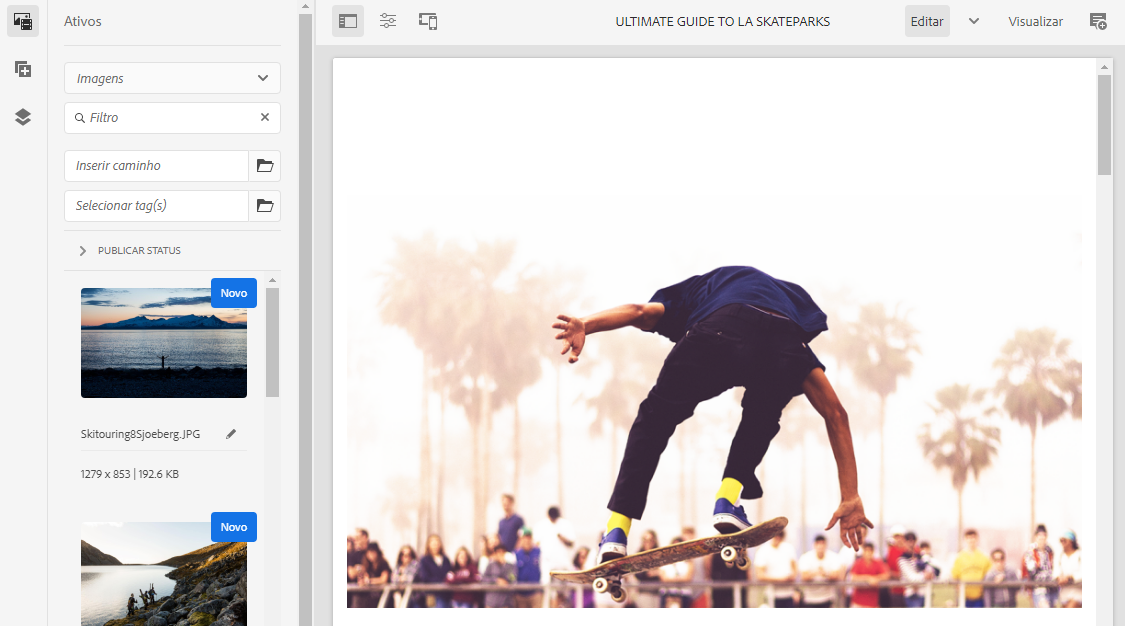 Ativos
Imagens
Filtro
Inserir caminho
Selecionar tag(s)
PUBLICAR STATUS
Novo
Skitouring8Sjoeberg.JPG
1279 x 853 | 192.6 KB
Novo
ULTIMATE GUIDE TO LA SKATEPARKS
Editar
Visualizar